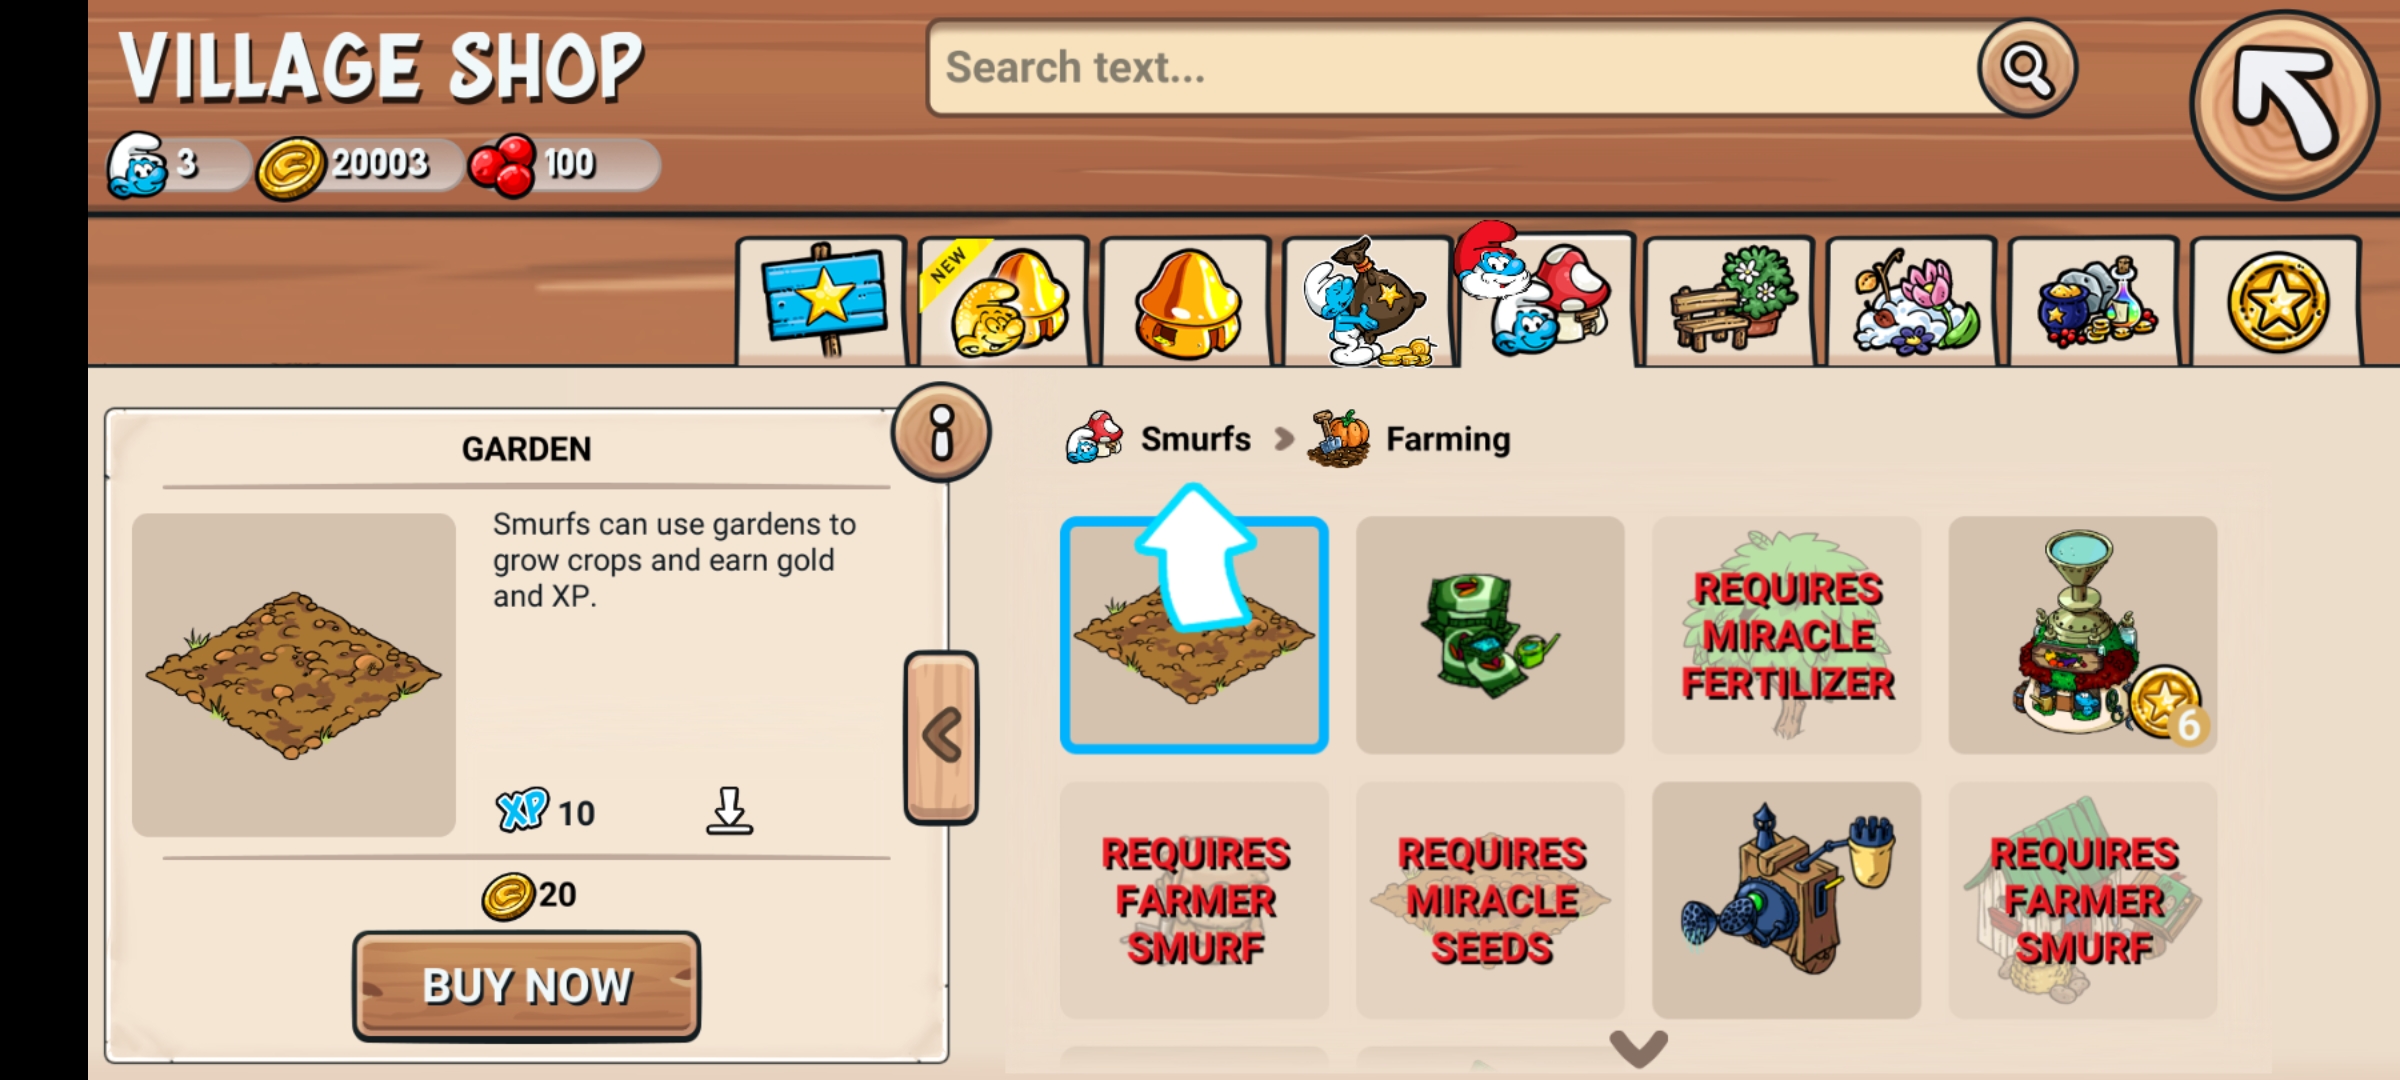 VILLAGE SHOP
Search text...
3
20003
100
NEW
GARDEN
Smurfs can use gardens to
grow crops and earn gold
and XP.
XP 10
20
BUY NOW
Smurfs
Farming
REQUIRES
MIRACLE
FERTILIZER
6
REQUIRES
FARMER
SMURF
REQUIRES
MIRACLE
SEEDS
REQUIRES
FARMER
SMURF